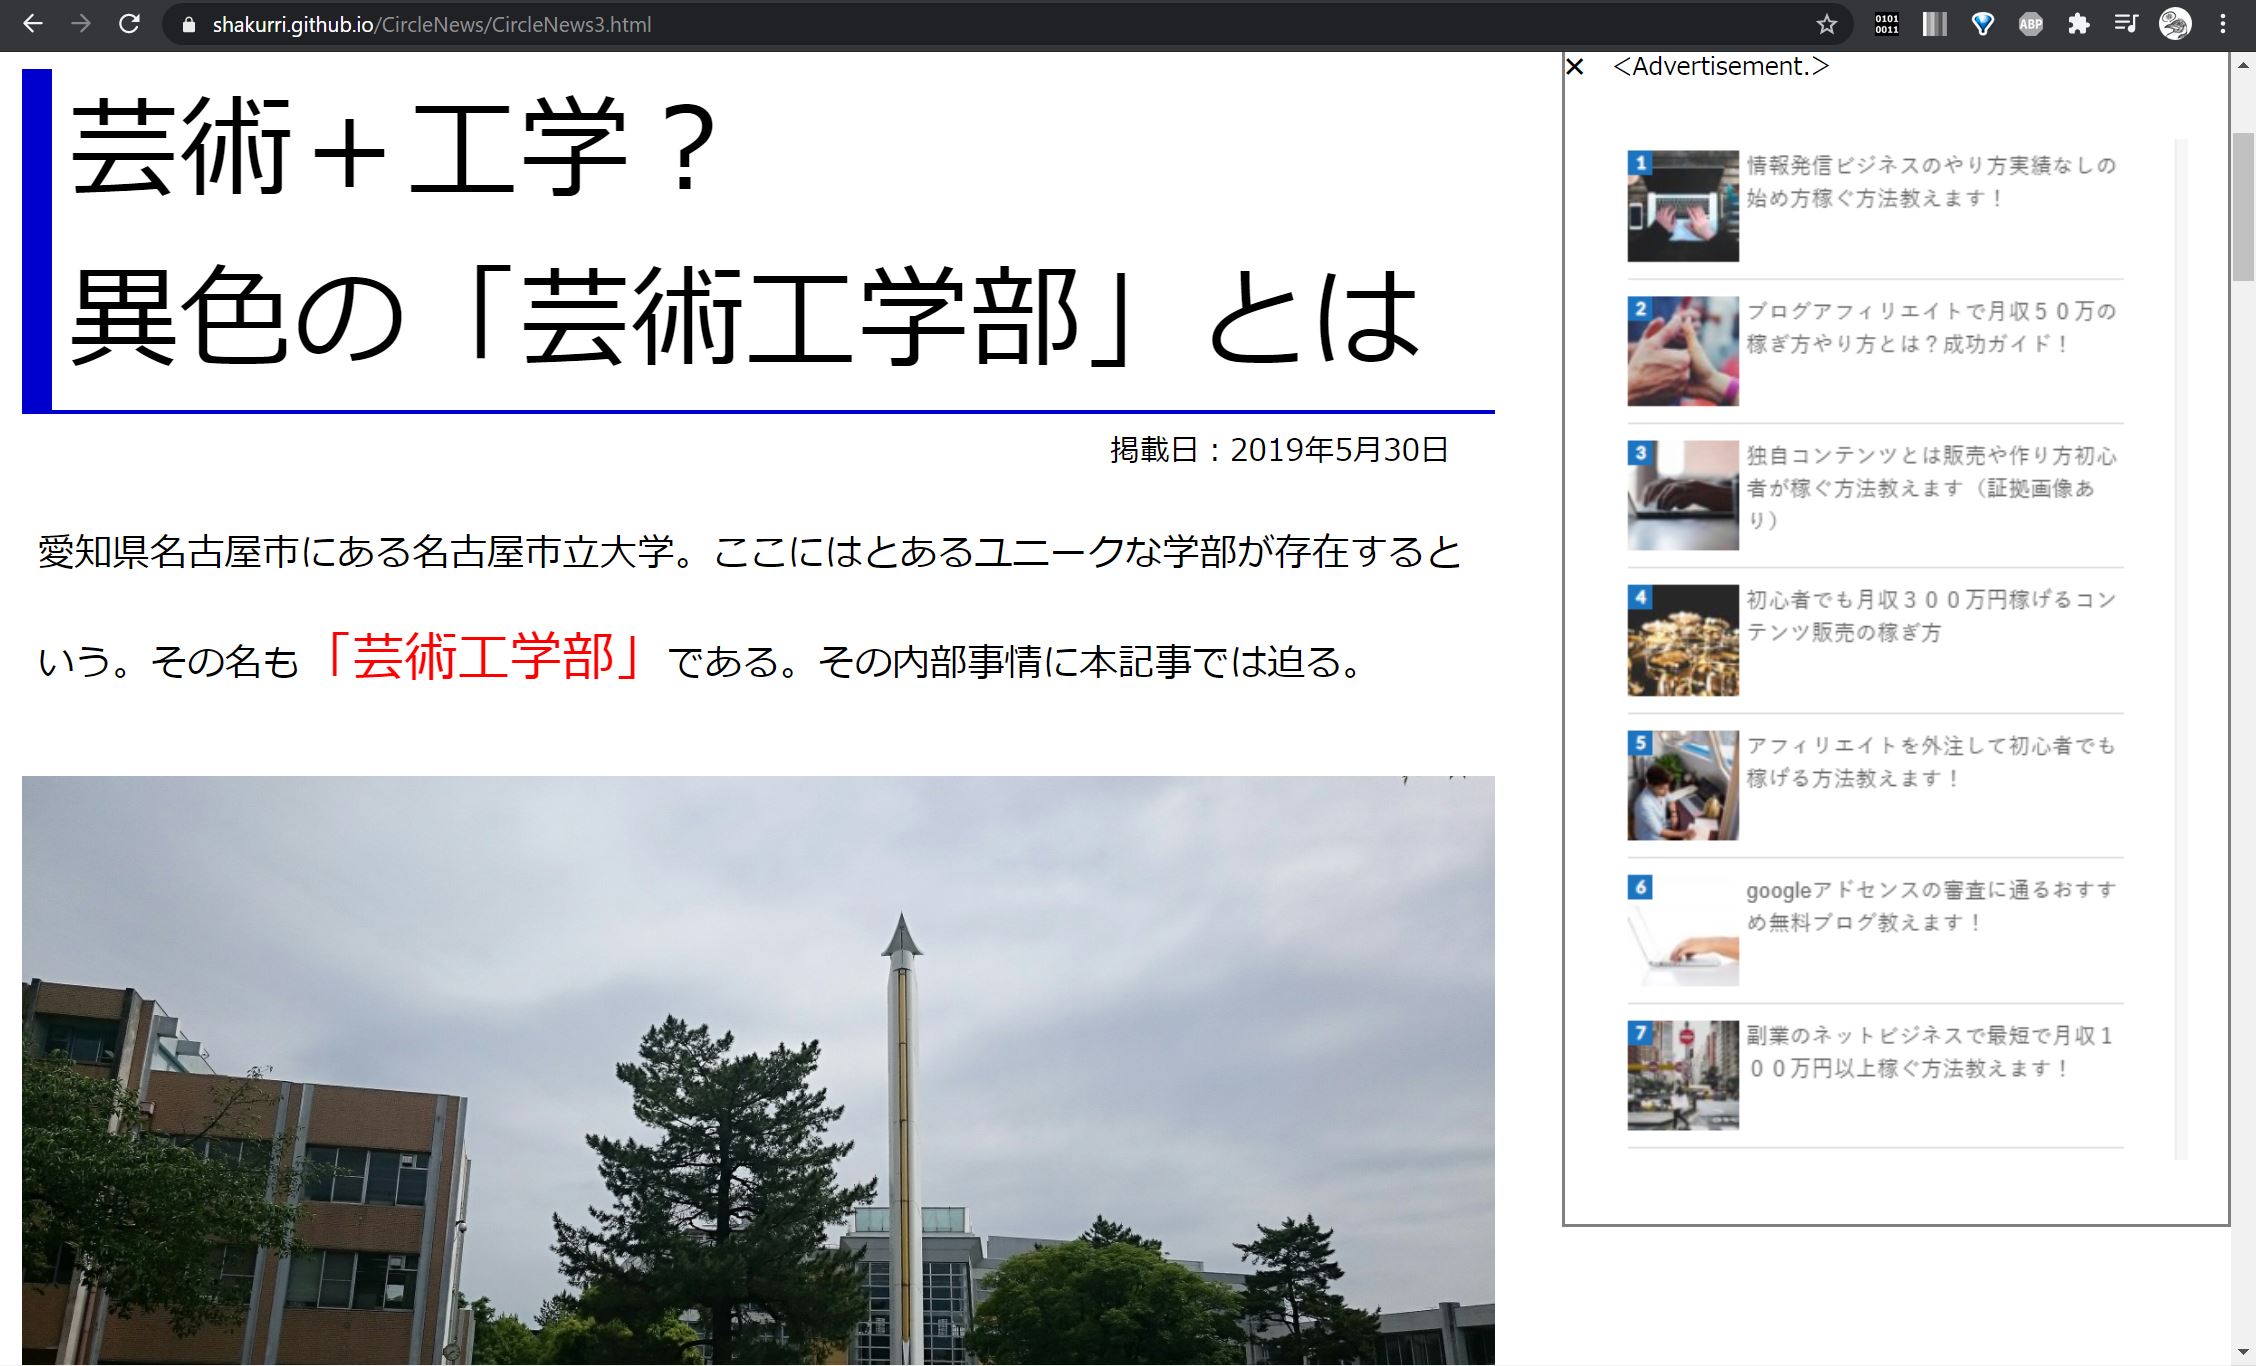 shakurri.github.io/CircleNews/CircleNews3.html
0101
0011
ABP
芸術＋工学？
異色の「芸術工学部」とは
掲載日：2019年5月30日
愛知県名古屋市にある名古屋市立大学。ここにはとあるユニークな学部が存在すると
いう。その名も「芸術工学部」である。その内部事情に本記事では迫る。
✕ ＜Advertisement.＞
1 情報発信ビジネスのやり方実績なしの
始め方稼ぐ方法教えます！
2 ブログアフィリエイトで月収５０万の
稼ぎ方やり方とは？成功ガイド！
3 独自コンテンツとは販売や作り方初心
者が稼ぐ方法教えます（証拠画像あ
り）
4 初心者でも月収３００万円稼げるコン
テンツ販売の稼ぎ方
5 アフィリエイトを外注して初心者でも
稼げる方法教えます！
6 googleアドセンスの審査に通るおすす
め無料ブログ教えます！
7 副業のネットビジネスで最短で月収１
００万円以上稼ぐ方法教えます！